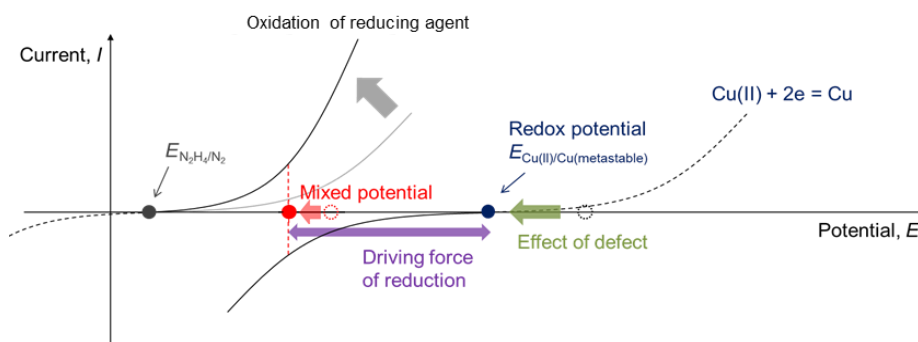 Oxidation of reducing agent
Current, I
Cu(II) + 2e = Cu
Redox potential
E_Cu(II)/Cu(metastable)
E_N₂H₄/N₂
Mixed potential
Potential, E
Driving force
of reduction
Effect of defect